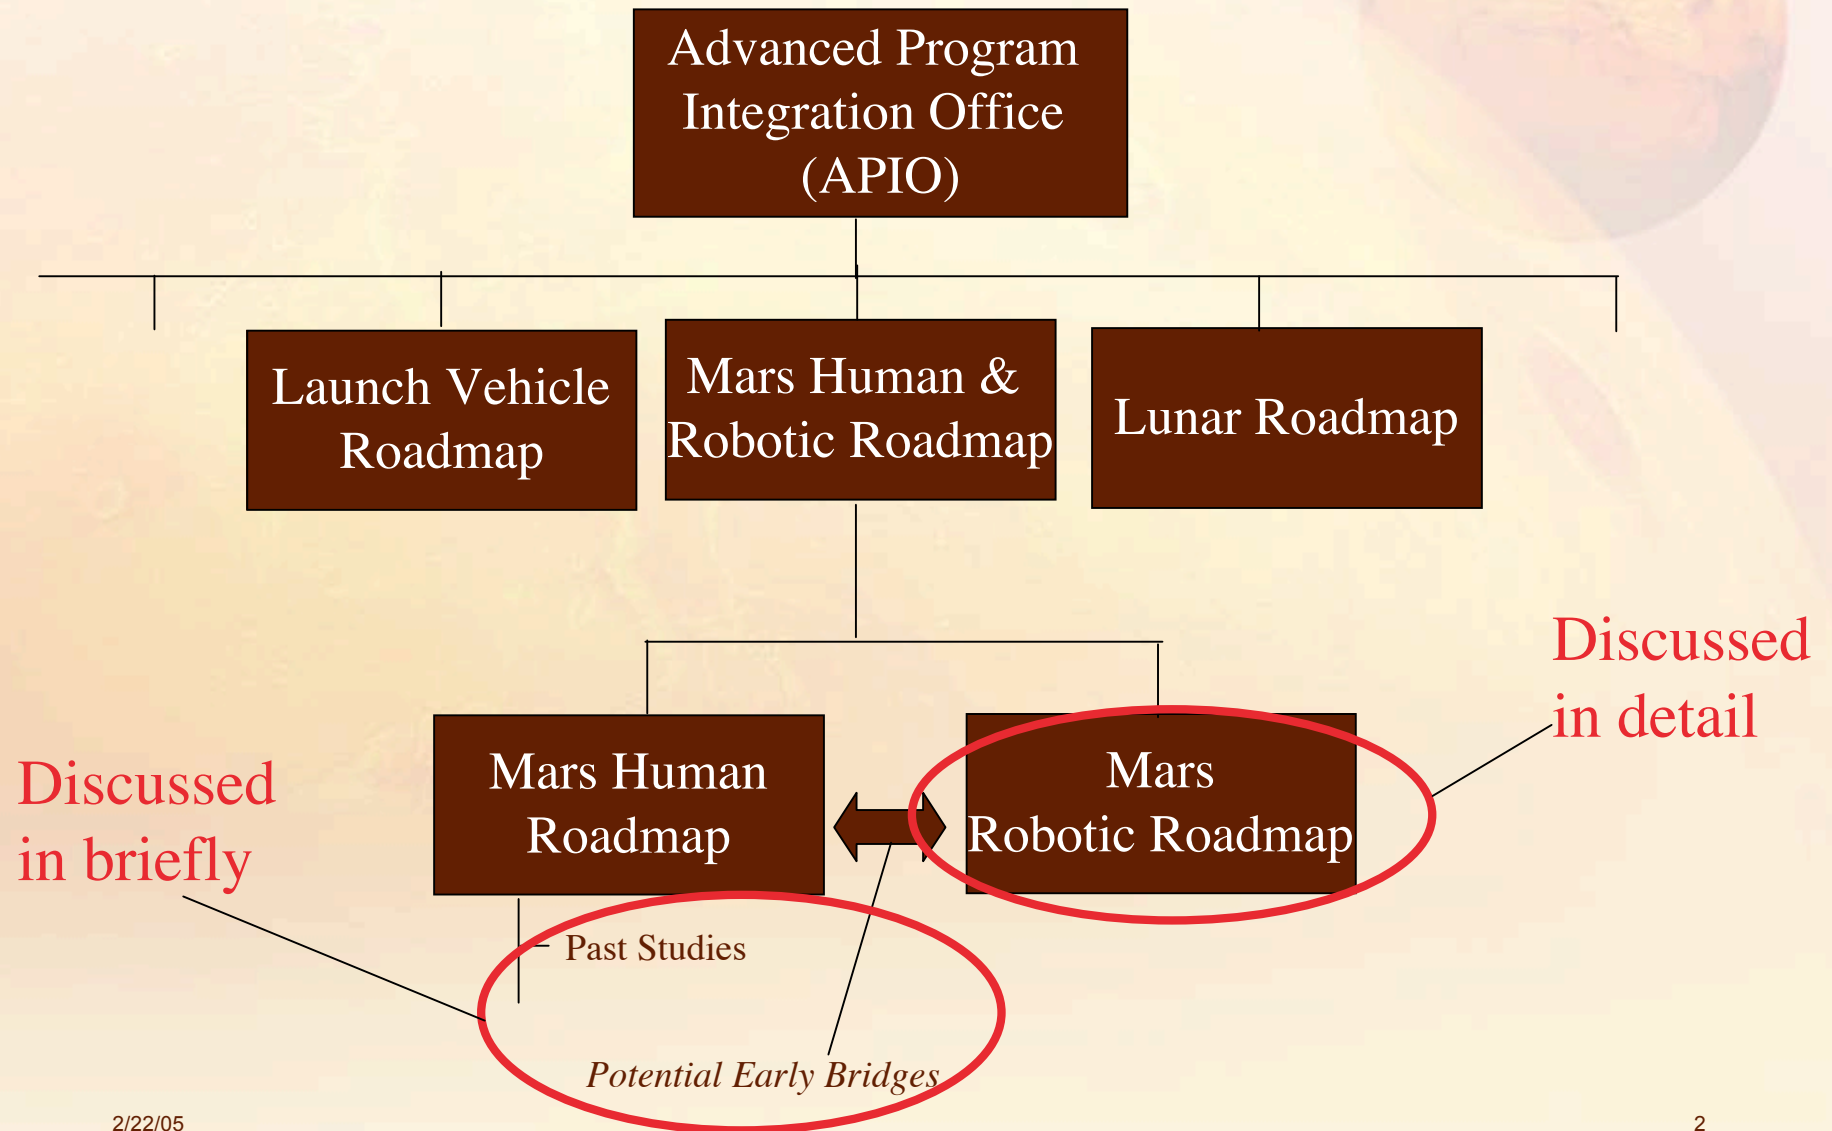 Advanced Program
Integration Office
(APIO)
Launch Vehicle
Roadmap
Mars Human &
Robotic Roadmap
Lunar Roadmap
Discussed
in detail
Mars Human
Roadmap
Mars
Robotic Roadmap
Discussed
in briefly
Past Studies
Potential Early Bridges
2/22/05
2